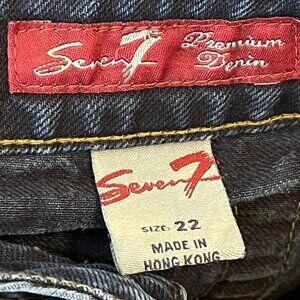 Seven7 Premium
Denim
Seven7
SIZE: 22
MADE IN
HONG KONG